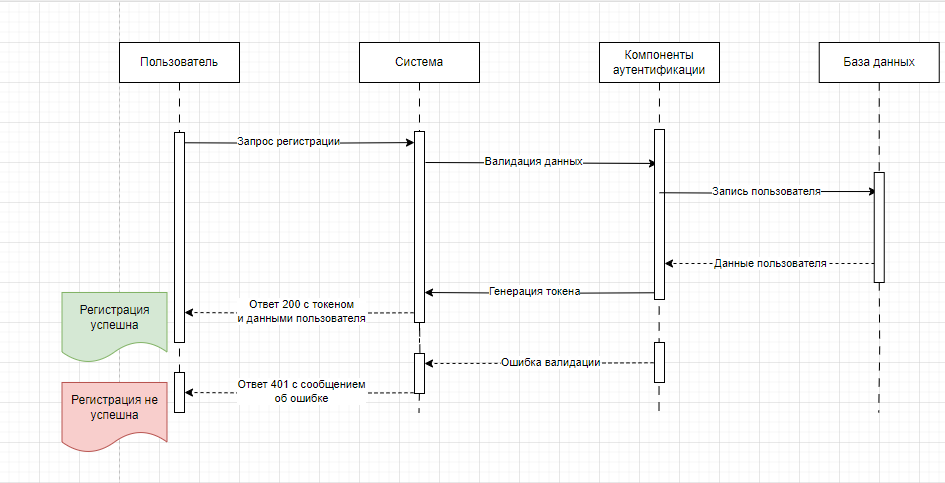 Пользователь
Система
Компоненты
аутентификации
База данных
Запрос регистрации
Валидация данных
Запись пользователя
Данные пользователя
Генерация токена
Ответ 200 с токеном
и данными пользователя
Регистрация
успешна
Ошибка валидации
Ответ 401 с сообщением
об ошибке
Регистрация не
успешна